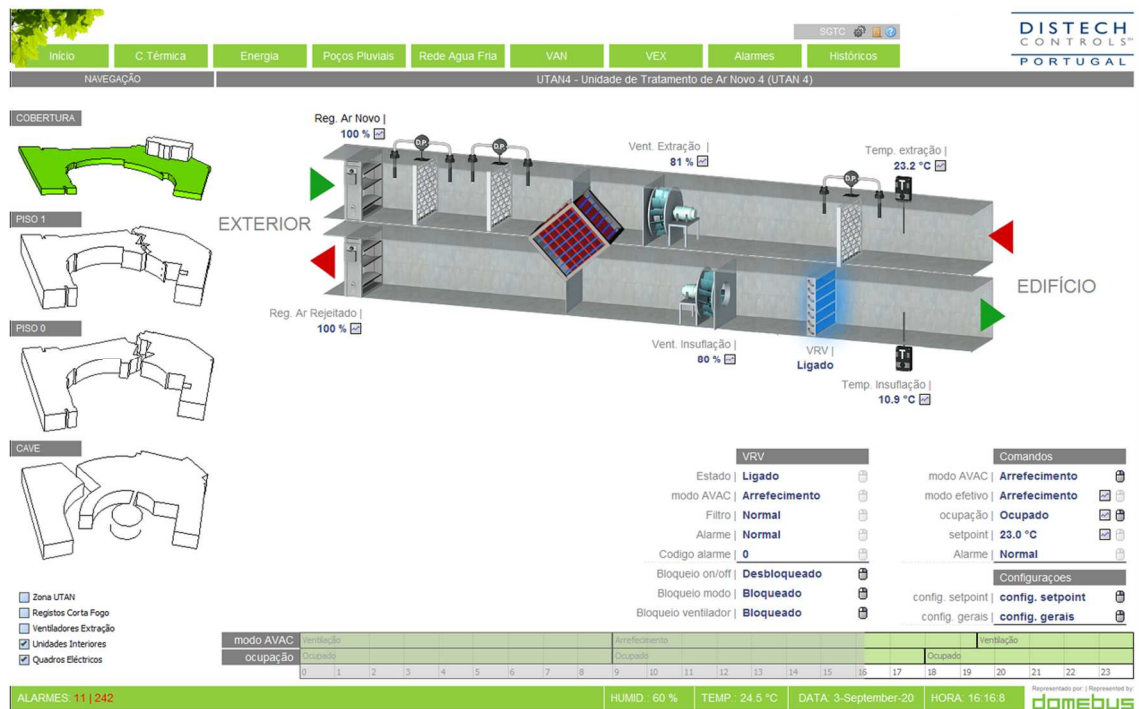 SGTC
DISTECH
CONTROLS
PORTUGAL
Início C.Térmica Energia Poços Pluviais Rede Agua Fria VAN VEX Alarmes Históricos
NAVEGAÇÃO
UTAN4 - Unidade de Tratamento de Ar Novo 4 (UTAN 4)
COBERTURA
PISO 1
PISO 0
CAVE
Reg. Ar Novo |
100 %
D.P.
D.P.
Vent. Extração |
81 %
Temp. extração |
23.2 °C
D.P.
T
EXTERIOR
EDIFÍCIO
Reg. Ar Rejeitado |
100 %
Vent. Insuflação |
80 %
VRV |
Ligado
T
Temp. Insuflação |
10.9 °C
VRV
Estado | Ligado
modo AVAC | Arrefecimento
Filtro | Normal
Alarme | Normal
Codigo alarme | 0
Bloqueio on/off | Desbloqueado
Bloqueio modo | Bloqueado
Bloqueio ventilador | Bloqueado
Comandos
modo AVAC | Arrefecimento
modo efetivo | Arrefecimento
ocupação | Ocupado
setpoint | 23.0 °C
Alarme | Normal
Configuraçoes
config. setpoint | config. setpoint
config. gerais | config. gerais
Zona UTAN
Registos Corta Fogo
Ventiladores Extração
Unidades Interiores
Quadros Eléctricos
modo AVAC Ventilação Arrefecimento Ventilação
ocupação Ocupado Ocupado Ocupado
0 1 2 3 4 5 6 7 8 9 10 11 12 13 14 15 16 17 18 19 20 21 22 23
ALARMES: 11 | 242
HUMID.: 60 % TEMP.: 24.5 °C DATA: 3-September-20 HORA: 16:16:8
Representado por: | Represented by:
domebus